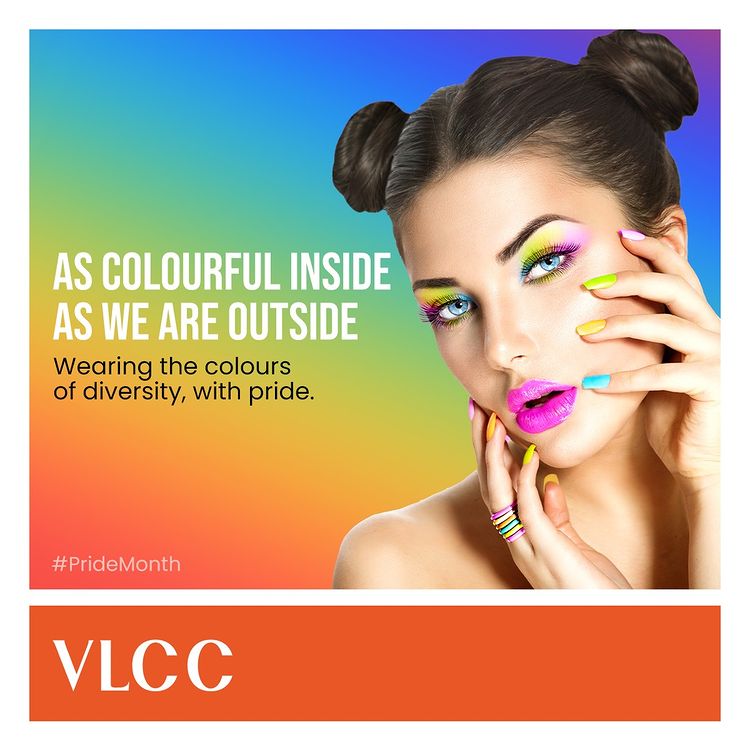 AS COLOURFUL INSIDE
AS WE ARE OUTSIDE
Wearing the colours
of diversity, with pride.
#PrideMonth
VLCC